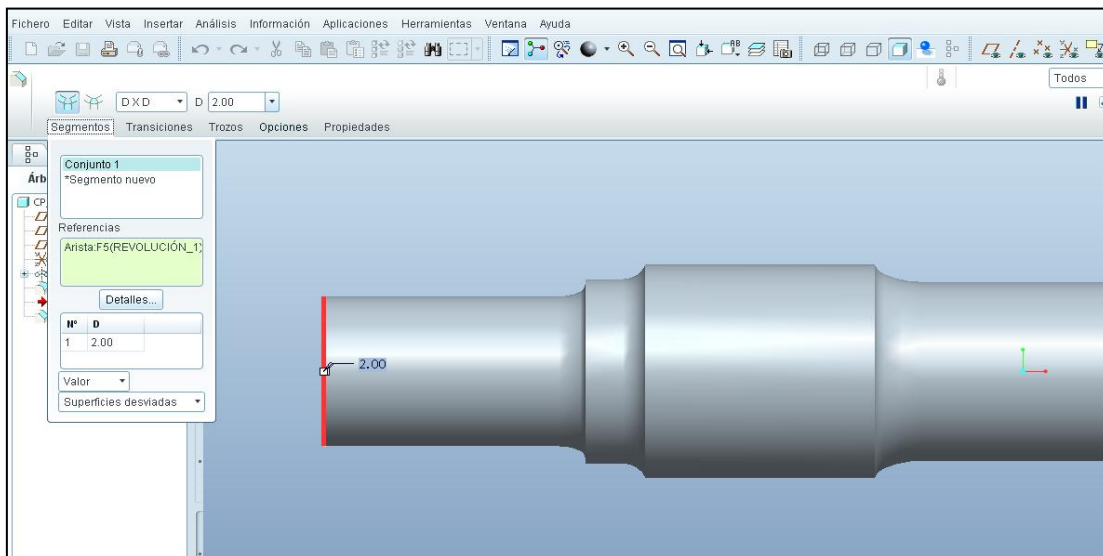 Fichero Editar Vista Insertar Análisis Información Aplicaciones Herramientas Ventana Ayuda
Todos
D X D D 2.00
Segmentos Transiciones Trozos Opciones Propiedades
Conjunto 1
*Segmento nuevo
Árb
CP
Referencias
Arista:F5(REVOLUCIÓN_1)
Detalles...
Nº D
1 2.00
2.00
Valor
Superficies desviadas